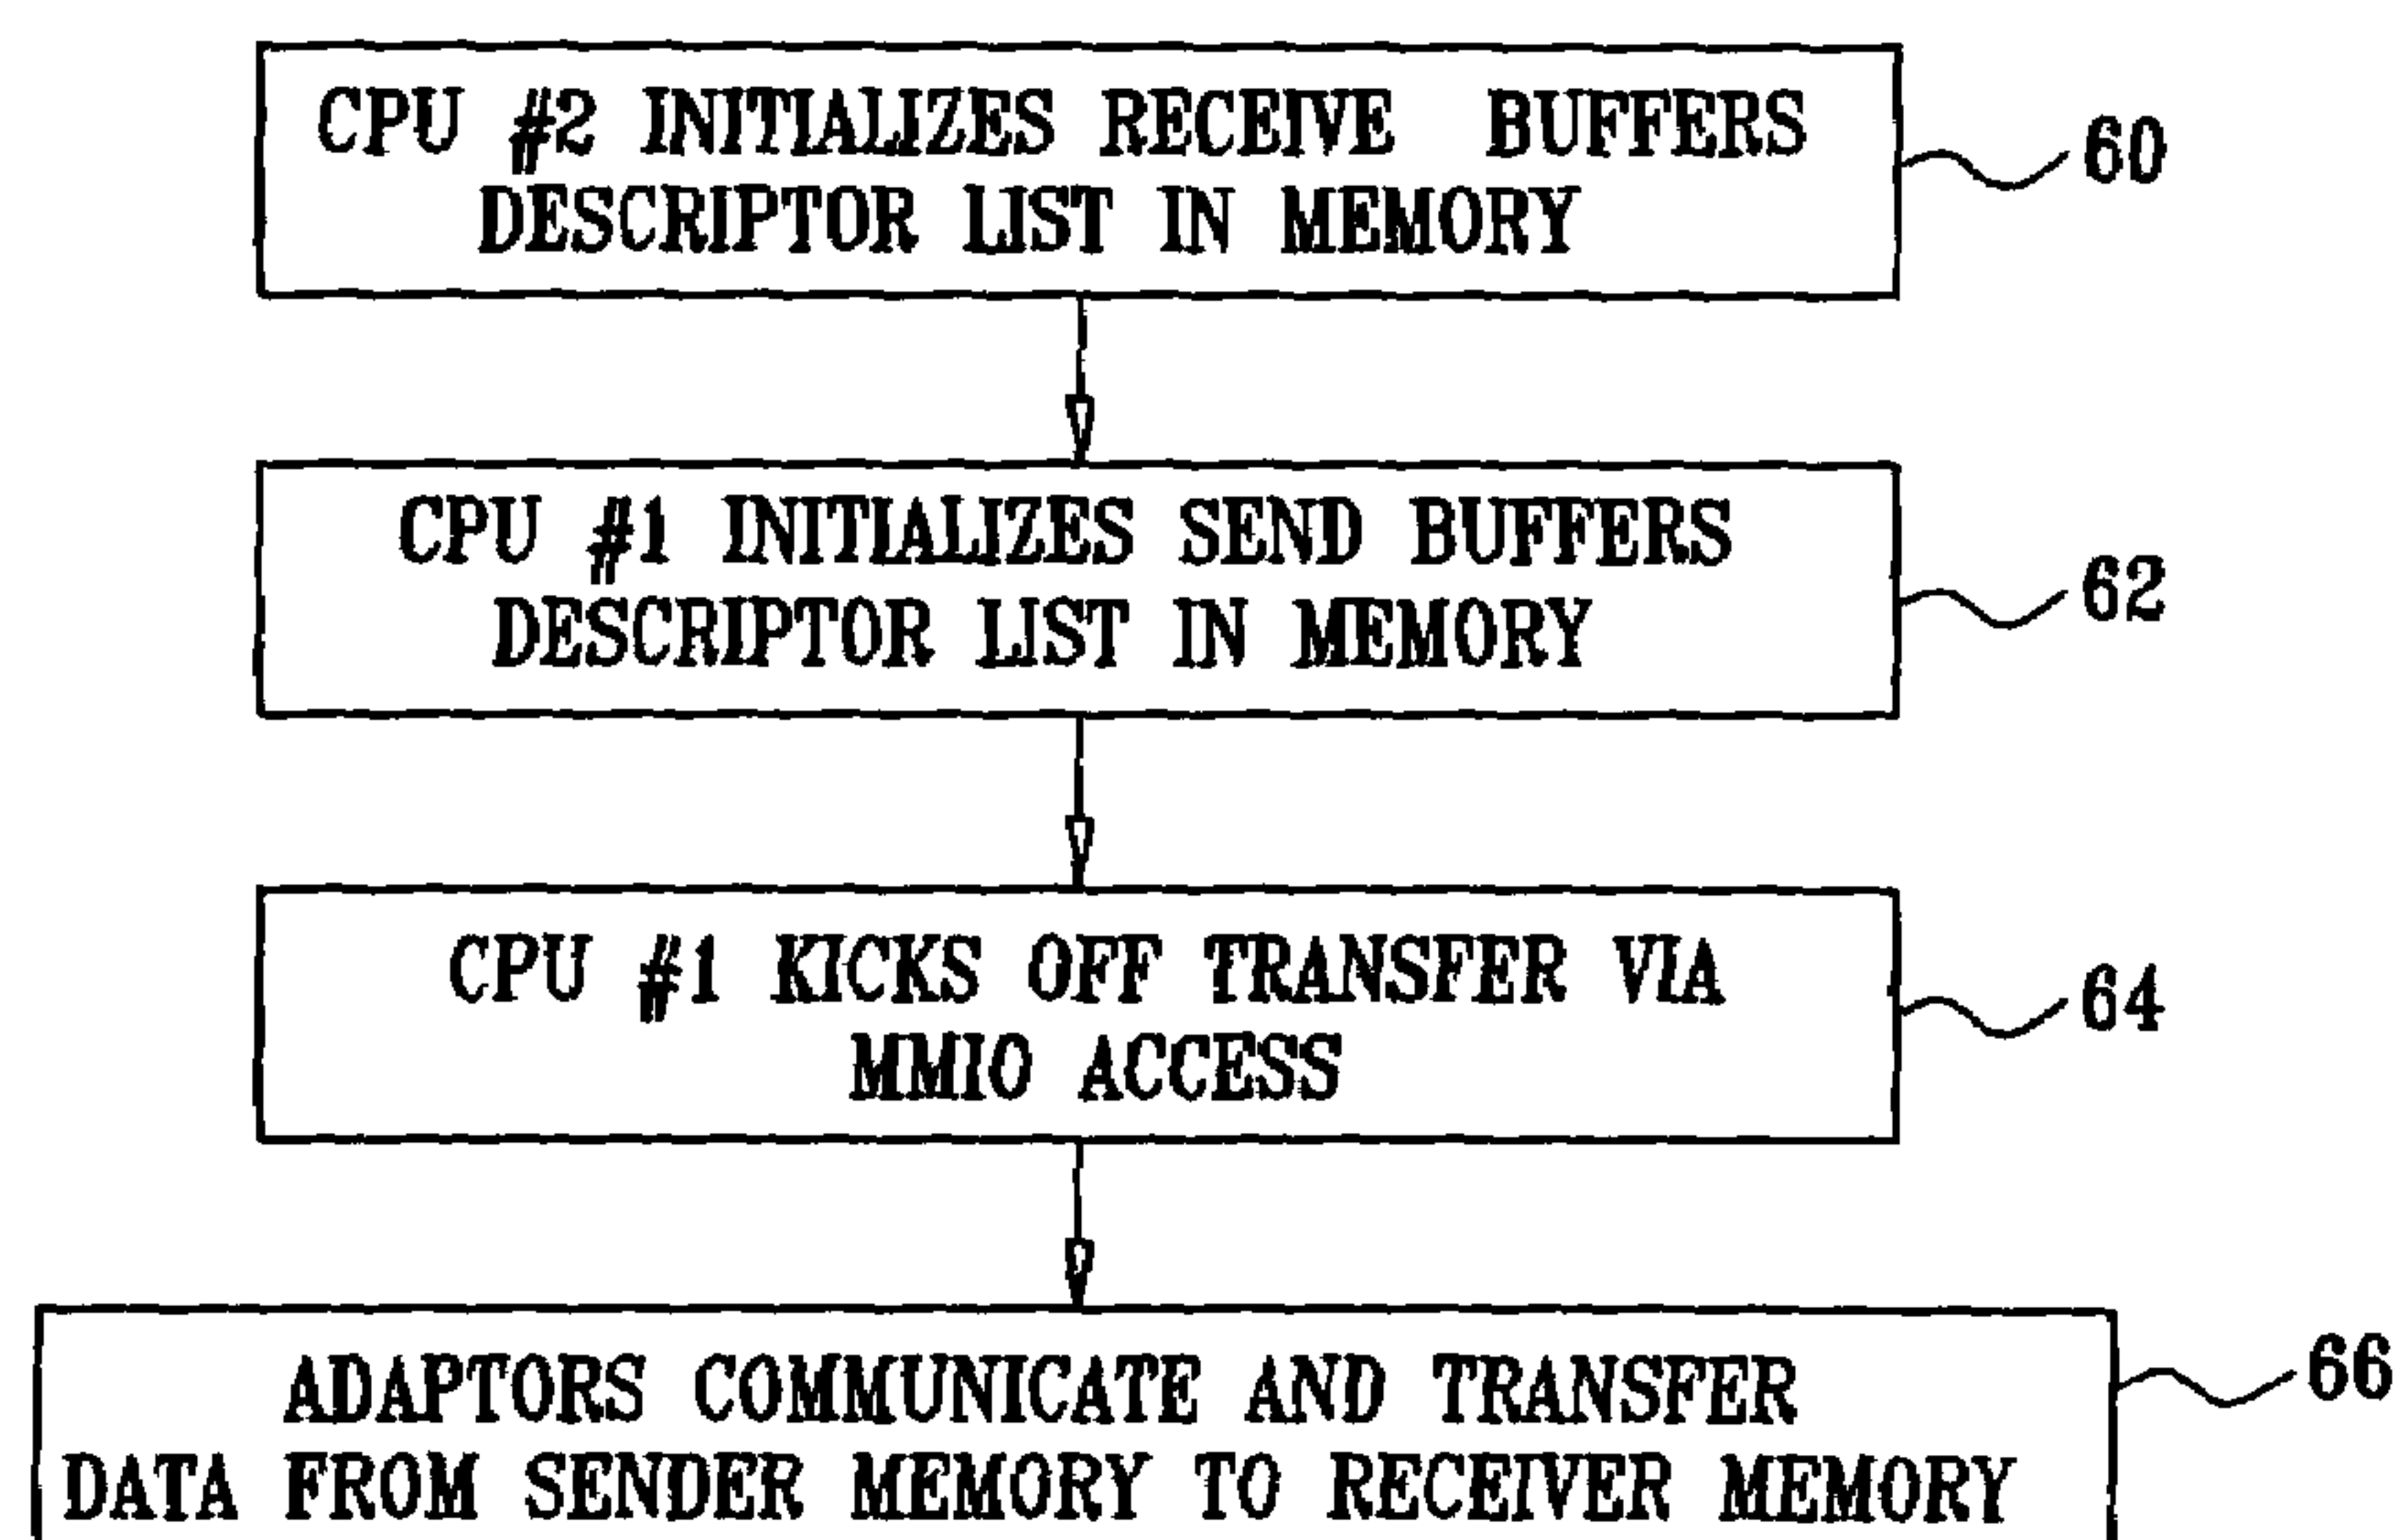 CPU #2 INITIALIZES RECEIVE BUFFERS
DESCRIPTOR LIST IN MEMORY
60
CPU #1 INITIALIZES SEND BUFFERS
DESCRIPTOR LIST IN MEMORY
62
CPU #1 KICKS OFF TRANSFER VIA
MMIO ACCESS
64
ADAPTORS COMMUNICATE AND TRANSFER
DATA FROM SENDER MEMORY TO RECEIVER MEMORY
66